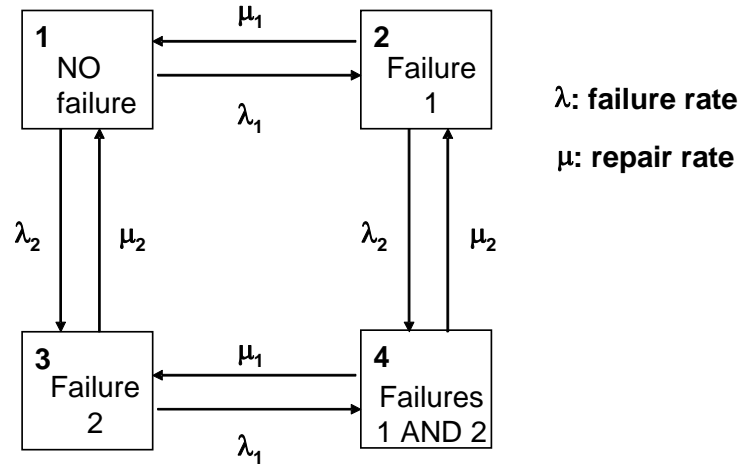 μ₁
1
NO
failure
2
Failure
1
λ₁
λ: failure rate
μ: repair rate
λ₂
μ₂
λ₂
μ₂
3
Failure
2
μ₁
4
Failures
1 AND 2
λ₁